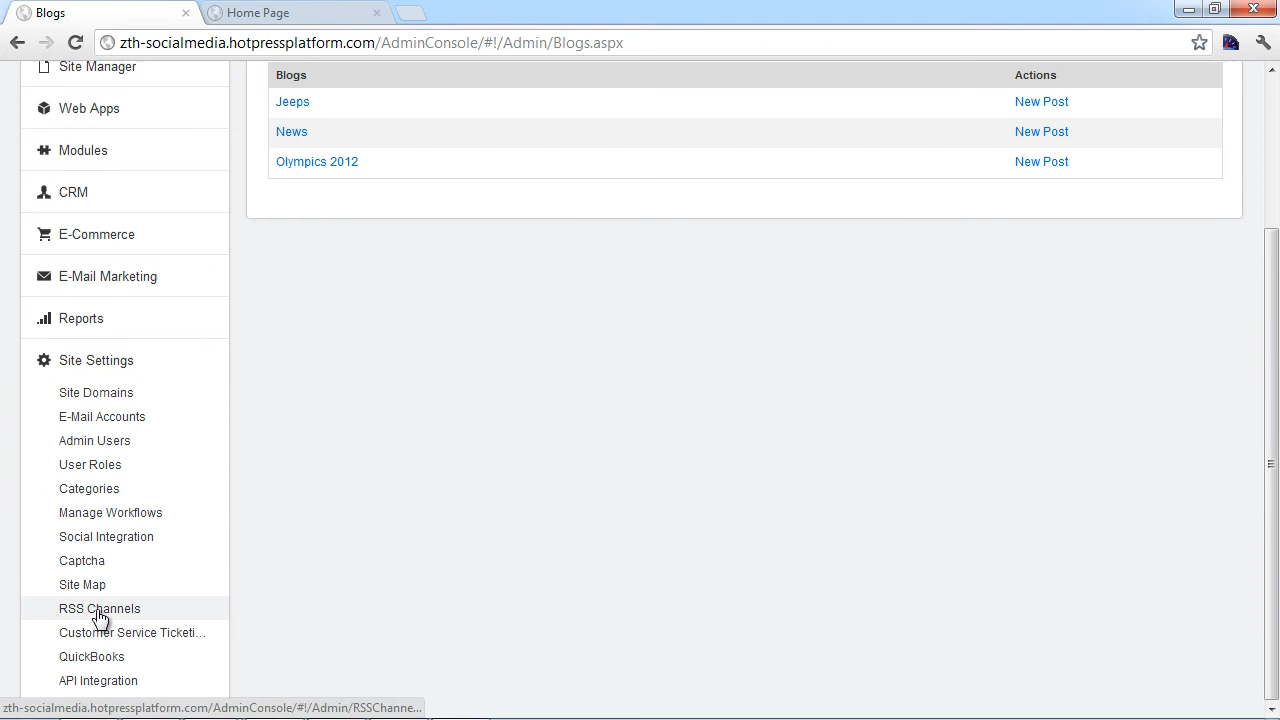 Blogs
Home Page
zth-socialmedia.hotpressplatform.com/AdminConsole/#!/Admin/Blogs.aspx
Site Manager
Web Apps
Modules
CRM
E-Commerce
E-Mail Marketing
Reports
Site Settings
Site Domains
E-Mail Accounts
Admin Users
User Roles
Categories
Manage Workflows
Social Integration
Captcha
Site Map
RSS Channels
Customer Service Ticketi...
QuickBooks
API Integration
Blogs Actions
Jeeps New Post
News New Post
Olympics 2012 New Post
zth-socialmedia.hotpressplatform.com/AdminConsole/#!/Admin/RSSChanne...